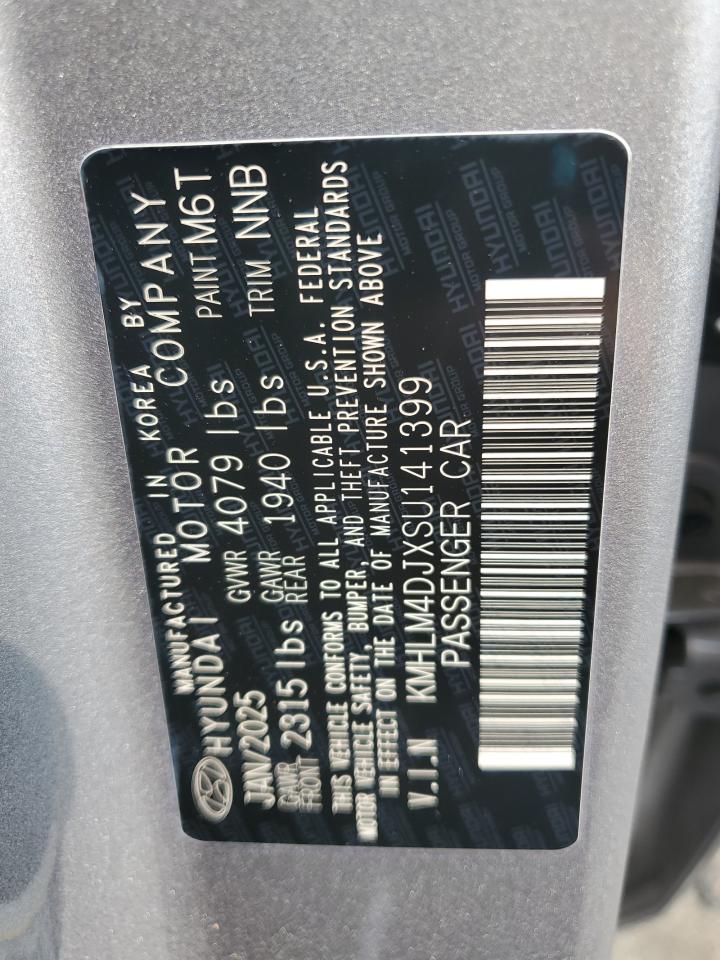 MANUFACTURED IN KOREA BY
HYUNDAI MOTOR COMPANY
JAN/2025 GVWR 4079 lbs PAINT M6T
GAWR FRONT 2315 lbs GAWR REAR 1940 lbs TRIM NNB
THIS VEHICLE CONFORMS TO ALL APPLICABLE U.S.A. FEDERAL
MOTOR VEHICLE SAFETY, BUMPER, AND THEFT PREVENTION STANDARDS
IN EFFECT ON THE DATE OF MANUFACTURE SHOWN ABOVE
V.I.N KMHLM4DJXSU141399
PASSENGER CAR
HYUNDAI
MOTOR GROUP